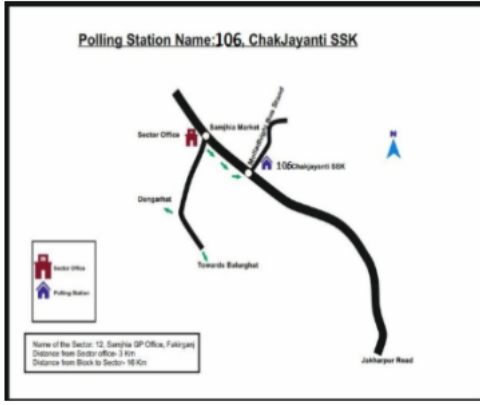 Polling Station Name:106, ChakJayanti SSK
Samjhia Market
Bus Stand
Sector Office
106 Chakjayanti SSK
N
Dangarhat
Towards Balurghat
Sector Office
Polling Station
Name of the Sector: 12, Samjhia GP Office, Fakirganj
Distance from Sector office- 3 Km
Distance from Block to Sector- 16 Km
Jakharpur Road